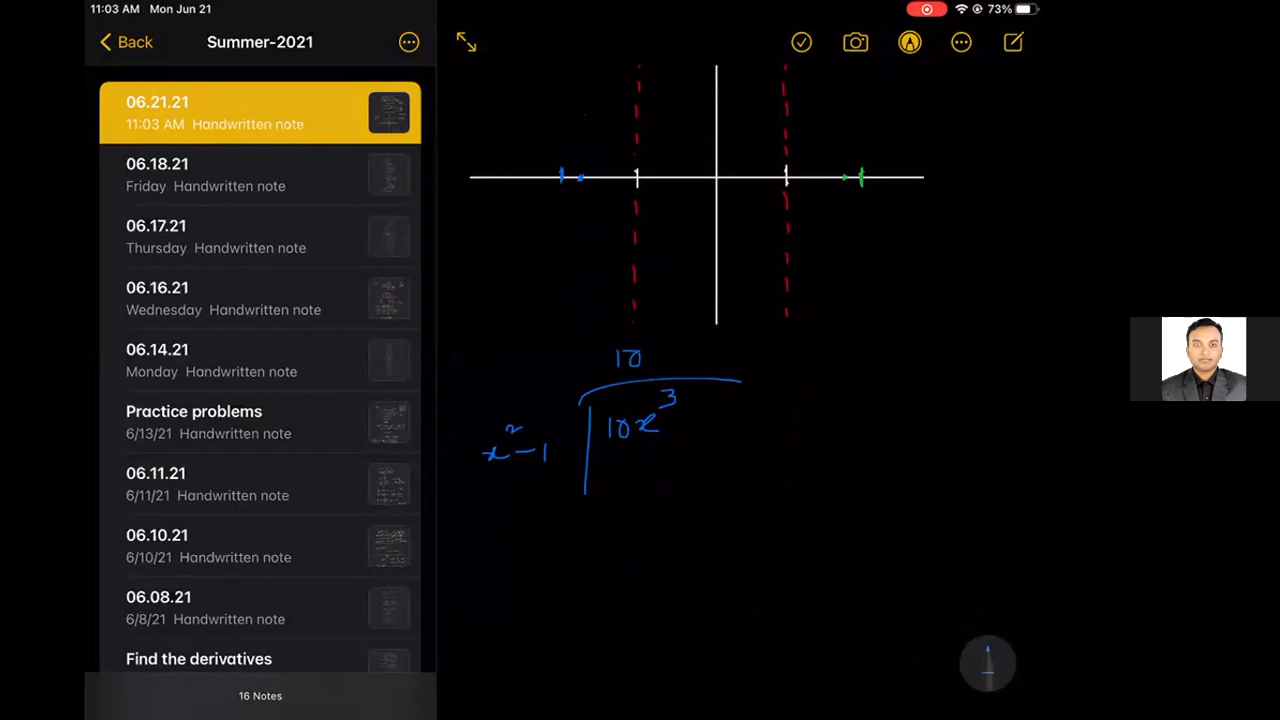 11:03 AM Mon Jun 21
73%
Back
Summer-2021
06.21.21
11:03 AM Handwritten note
06.18.21
Friday Handwritten note
06.17.21
Thursday Handwritten note
06.16.21
Wednesday Handwritten note
06.14.21
Monday Handwritten note
Practice problems
6/13/21 Handwritten note
06.11.21
6/11/21 Handwritten note
06.10.21
6/10/21 Handwritten note
06.08.21
6/8/21 Handwritten note
Find the derivatives
16 Notes
10
x² − 1
10x³